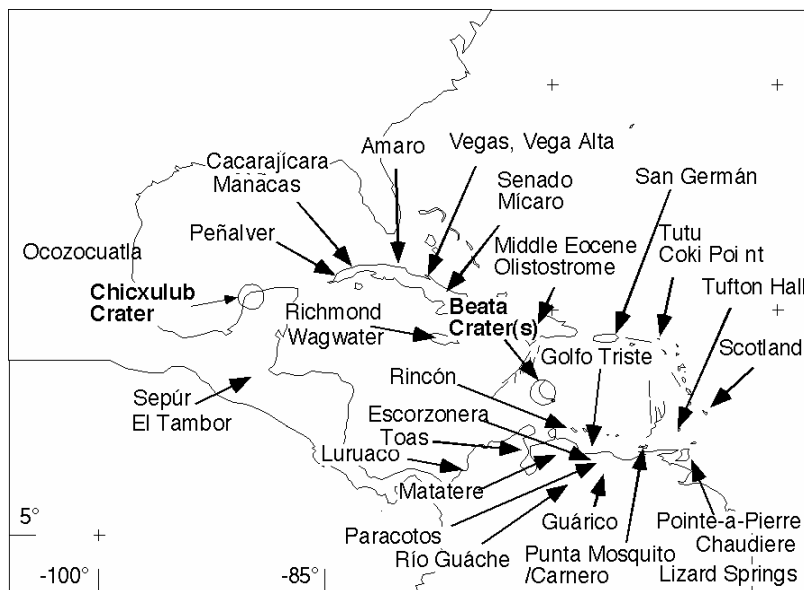 Amaro
Vegas, Vega Alta
Cacarajícara
Manacas
Senado
Mícaro
San Germán
Peñalver
Ocozocuatla
Middle Eocene
Olistostrome
Tutu
Coki Poi nt
Chicxulub
Crater
Richmond
Wagwater
Beata
Crater(s)
Tufton Hall
Golfo Triste
Scotland
Rincón
Sepúr
El Tambor
Escorzonera
Toas
Luruaco
Matatere
Paracotos
Río Guáche
Guárico
Punta Mosquito
/Carnero
Pointe-a-Pierre
Chaudiere
Lizard Springs
5°
-100°
-85°